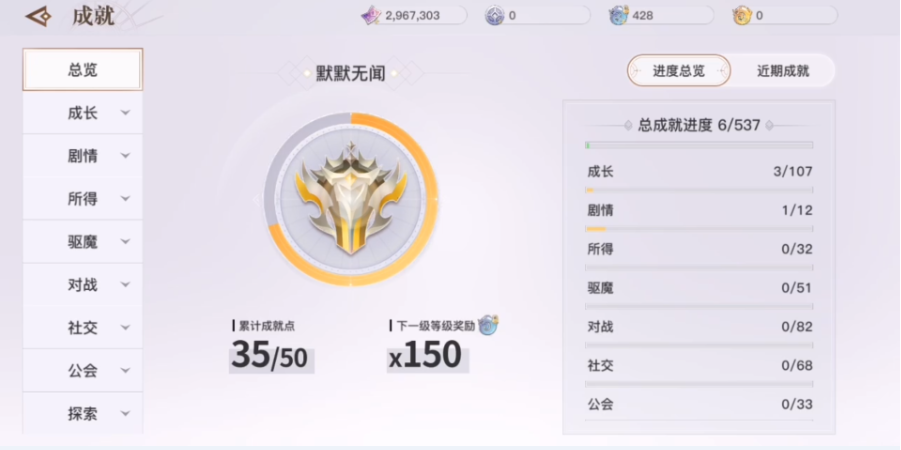 成就
2,967,303
0
428
0
总览
成长
剧情
所得
驱魔
对战
社交
公会
探索
默默无闻
累计成就点
35/50
下一级等级奖励
x150
进度总览
近期成就
总成就进度 6/537
成长 3/107
剧情 1/12
所得 0/32
驱魔 0/51
对战 0/82
社交 0/68
公会 0/33